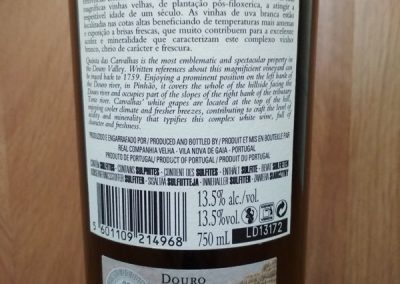 magníficas vinhas velhas, de plantação pós-filoxérica, a atingir a
respeitável idade de um século. As vinhas de uva branca estão
localizadas nas cotas altas beneficiando de temperaturas mais amenas
e exposição a brisas frescas, que muito contribuem para a excelente
acidez e mineralidade que caracterizam este complexo vinho
branco, cheio de carácter e frescura.
Quinta das Carvalhas is the most emblematic and spectacular property in
the Douro Valley. Written references about this magnificent vineyard can
be traced back to 1759. Enjoying a prominent position on the left bank of
the Douro river, in Pinhão, it covers the whole of the hillside facing the
Douro river and occupies part of the slopes of the right bank of the tributary
Torto river. Carvalhas' white grapes are located at the top of the hill,
enjoying cooler climate and fresher breezes, contributing to craft the level of
acidity and minerality that typifies this complex white wine, full of
character and freshness.
PRODUZIDO E ENGARRAFADO POR / PRODUCED AND BOTTLED BY / PRODUIT ET MIS EN BOUTEILLE PAR:
REAL COMPANHIA VELHA - VILA NOVA DE GAIA - PORTUGAL
PRODUTO DE PORTUGAL / PRODUCT OF PORTUGAL / PRODUIT DU PORTUGAL
CONTÉM SULFITOS - CONTAINS SULPHITES - CONTIENT DES SULFITES - ENTHÄLT SULFITE - BEVAT SULFIETEN
5 601109 214968
13.5% alc./vol.
13.5%vol.
750 mL
LD13172
DOURO